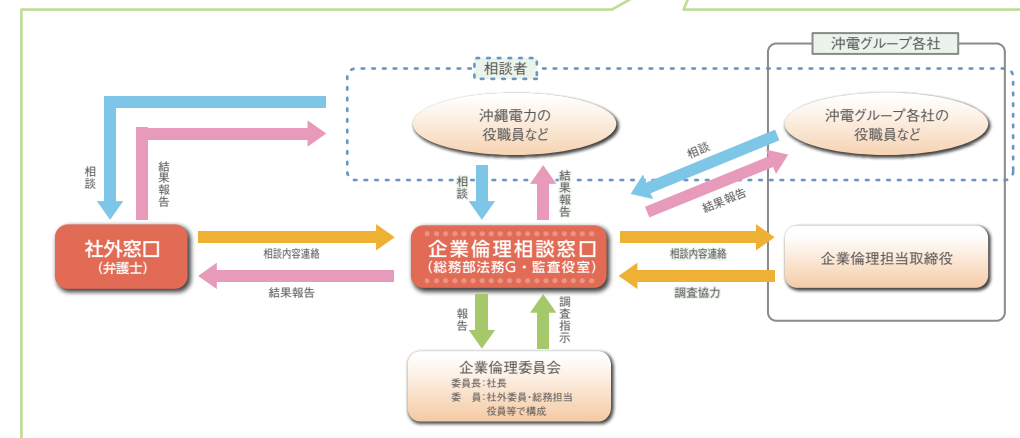 沖電グループ各社
相談者
沖縄電力の
役職員など
沖電グループ各社の
役職員など
相談
結果報告
相談
結果報告
相談
結果報告
社外窓口
(弁護士)
相談内容連絡
結果報告
企業倫理相談窓口
(総務部法務G・監査役室)
相談内容連絡
調査協力
企業倫理担当取締役
報告
調査指示
企業倫理委員会
委員長:社長
委　員:社外委員・総務担当
役員等で構成